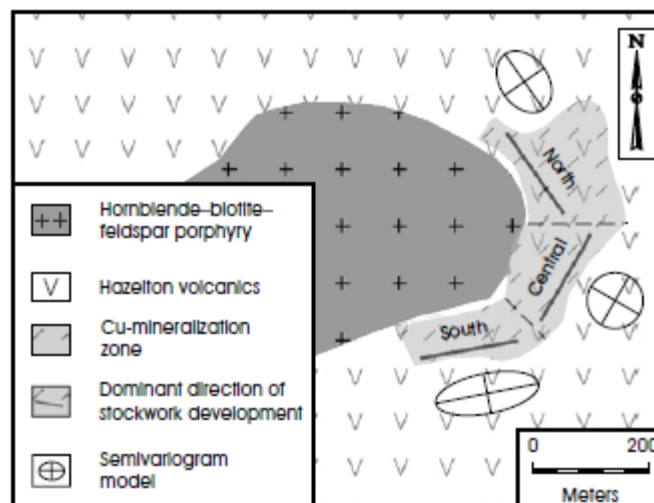 N
North
Central
South
Hornblende–biotite–
feldspar porphyry
Hazelton volcanics
Cu-mineralization
zone
Dominant direction of
stockwork development
Semivariogram
model
0 200
Meters